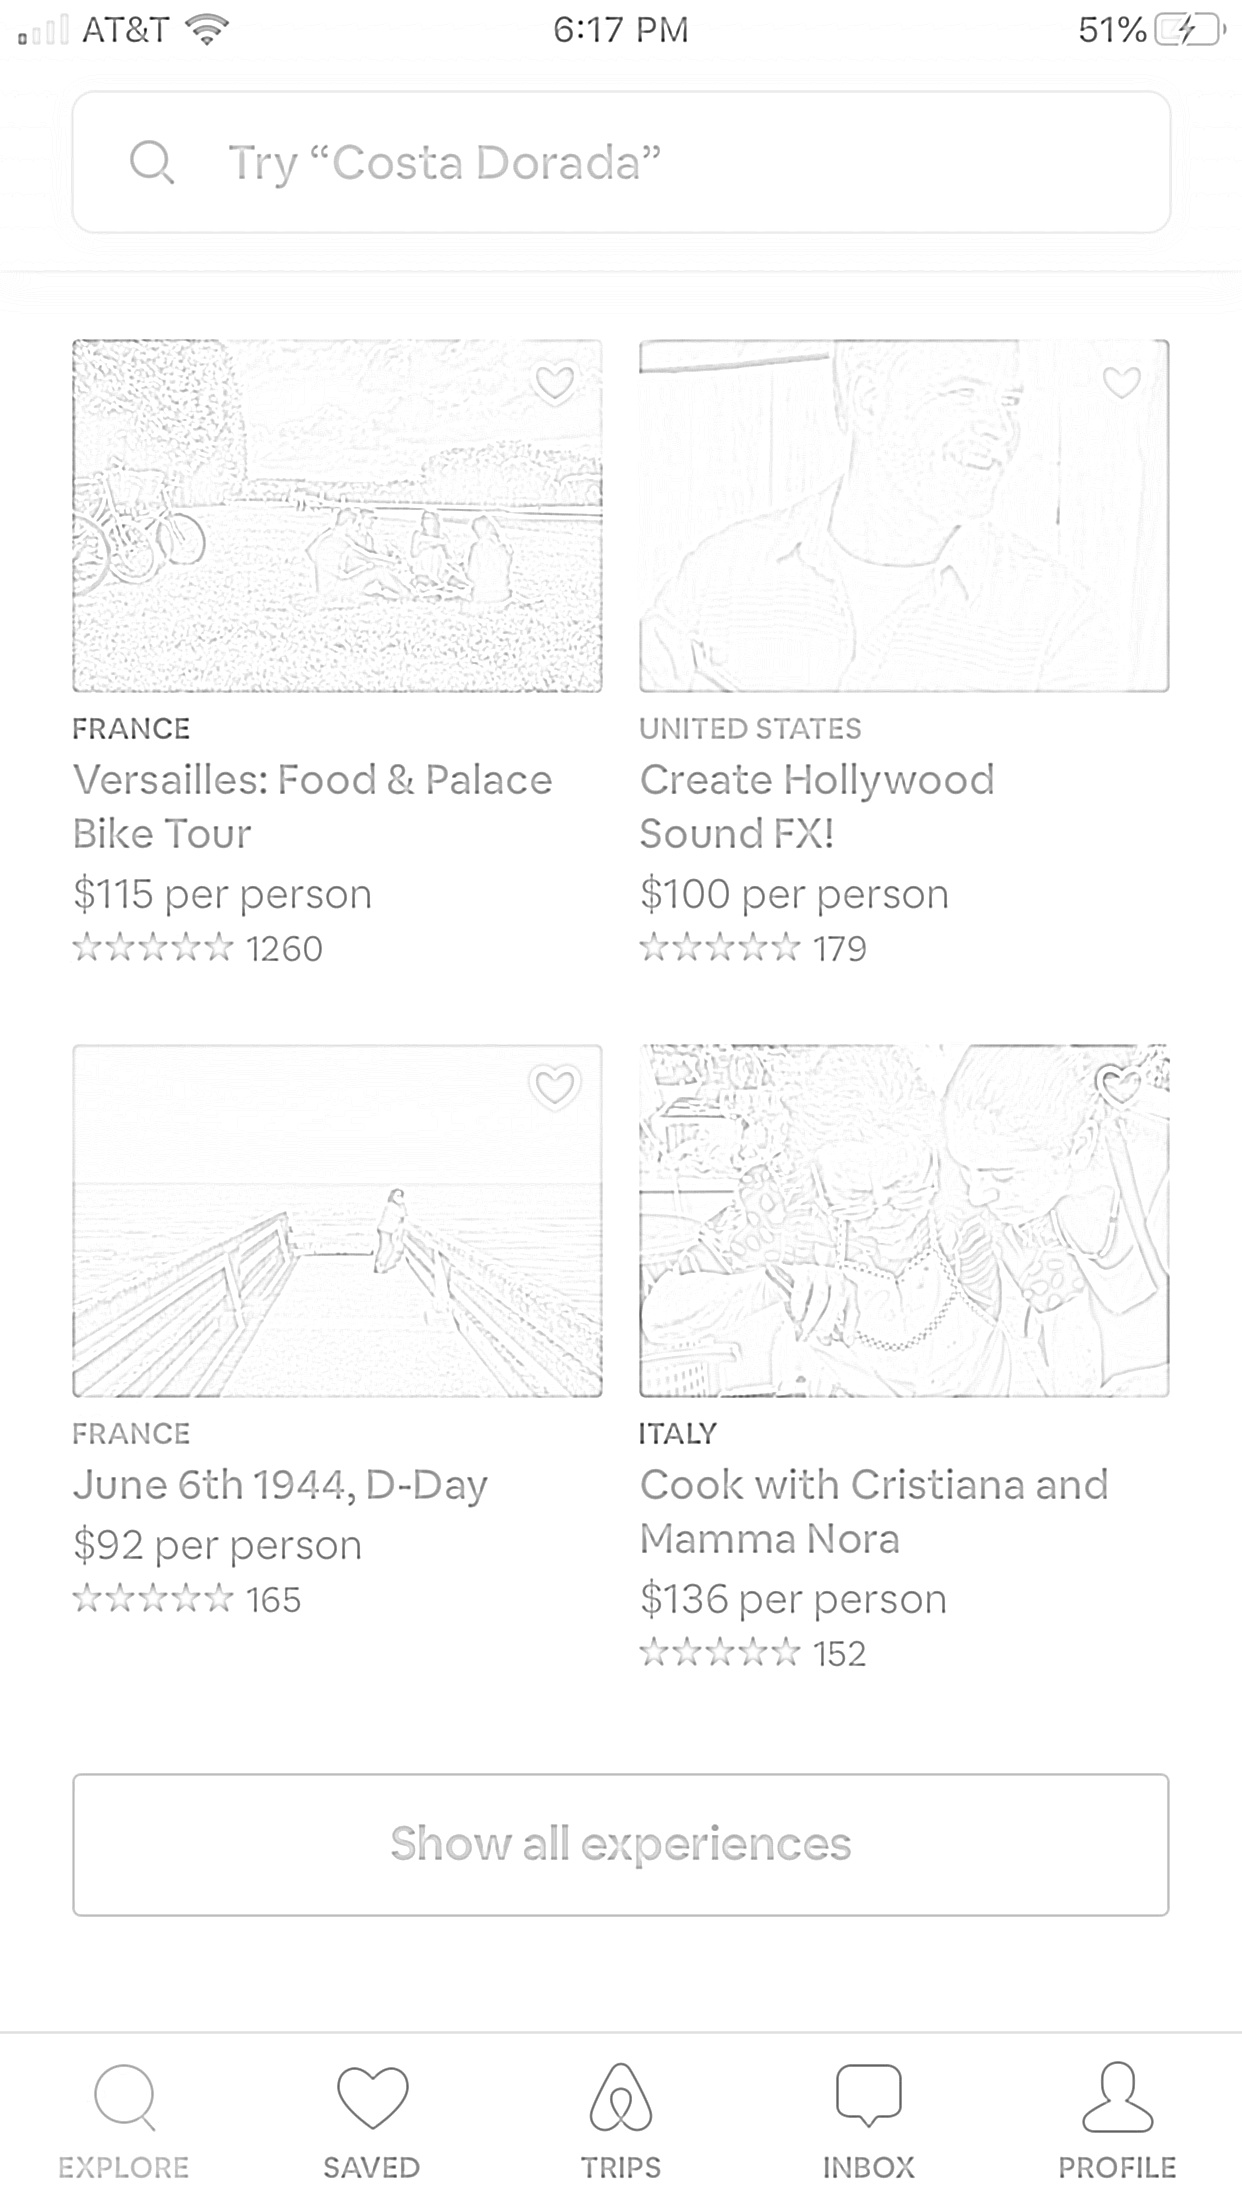 AT&T 6:17 PM 51%
Try “Costa Dorada”
FRANCE
Versailles: Food & Palace
Bike Tour
$115 per person
1260
UNITED STATES
Create Hollywood
Sound FX!
$100 per person
179
FRANCE
June 6th 1944, D-Day
$92 per person
165
ITALY
Cook with Cristiana and
Mamma Nora
$136 per person
152
Show all experiences
EXPLORE SAVED TRIPS INBOX PROFILE